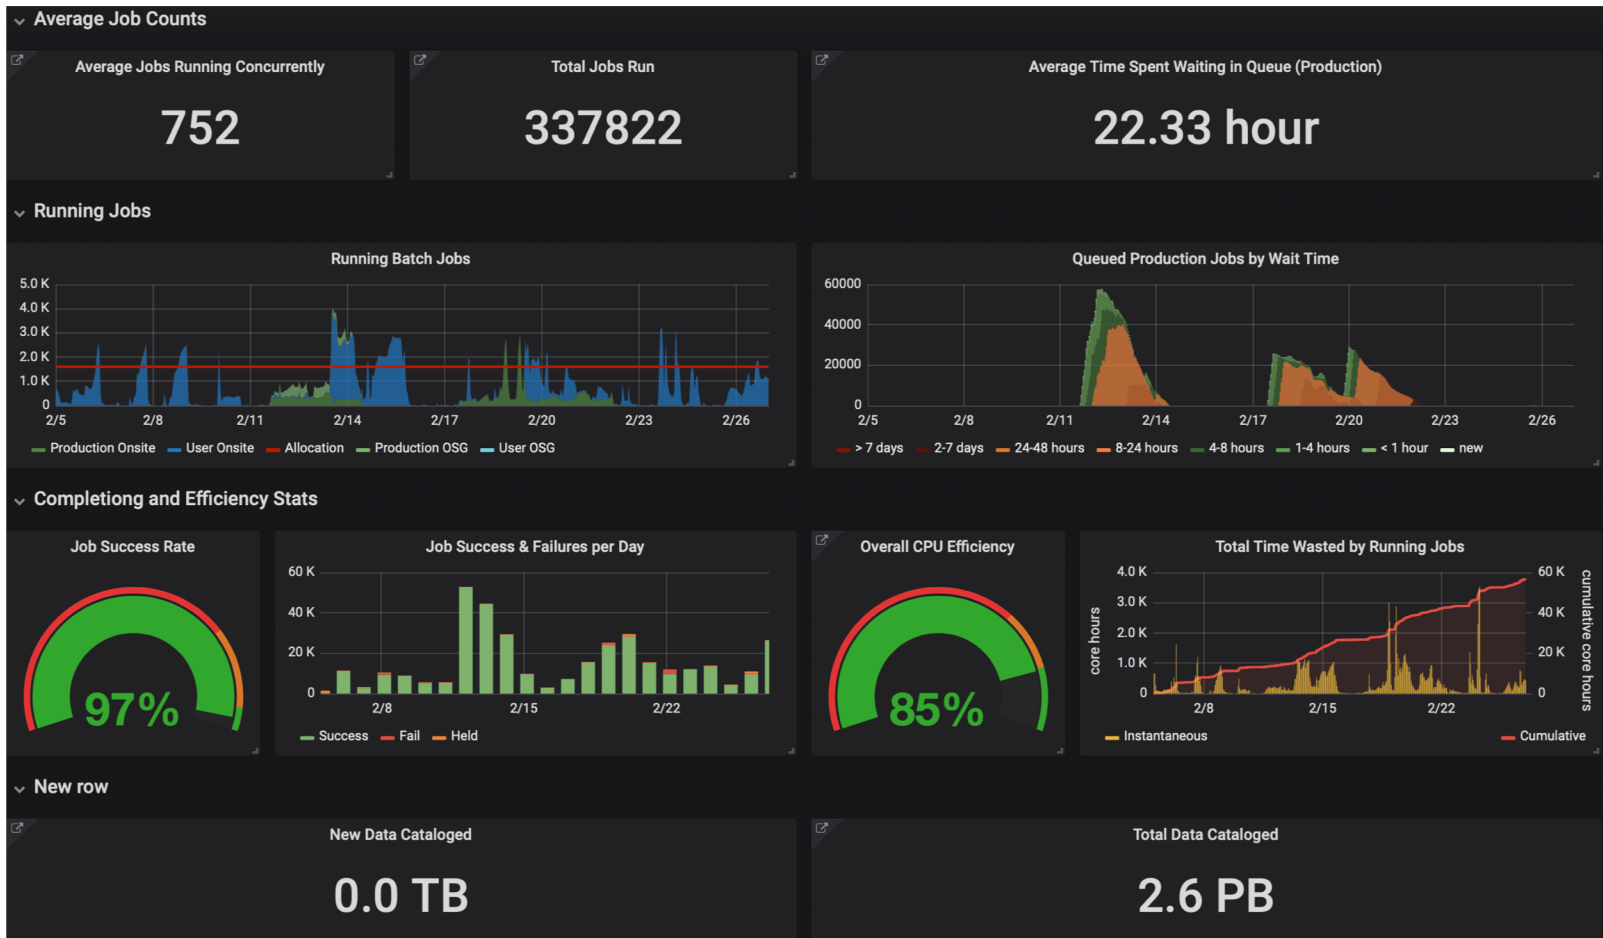 Average Job Counts
Average Jobs Running Concurrently
752
Total Jobs Run
337822
Average Time Spent Waiting in Queue (Production)
22.33 hour
Running Jobs
Running Batch Jobs
5.0 K
4.0 K
3.0 K
2.0 K
1.0 K
0
2/5 2/8 2/11 2/14 2/17 2/20 2/23 2/26
Production Onsite User Onsite Allocation Production OSG User OSG
Queued Production Jobs by Wait Time
60000
40000
20000
0
2/5 2/8 2/11 2/14 2/17 2/20 2/23 2/26
> 7 days 2-7 days 24-48 hours 8-24 hours 4-8 hours 1-4 hours < 1 hour new
Completiong and Efficiency Stats
Job Success Rate
97%
Job Success & Failures per Day
60 K
40 K
20 K
0
2/8 2/15 2/22
Success Fail Held
Overall CPU Efficiency
85%
Total Time Wasted by Running Jobs
core hours
4.0 K
3.0 K
2.0 K
1.0 K
0
60 K
40 K
20 K
0
cumulative core hours
2/8 2/15 2/22
Instantaneous Cumulative
New row
New Data Cataloged
0.0 TB
Total Data Cataloged
2.6 PB